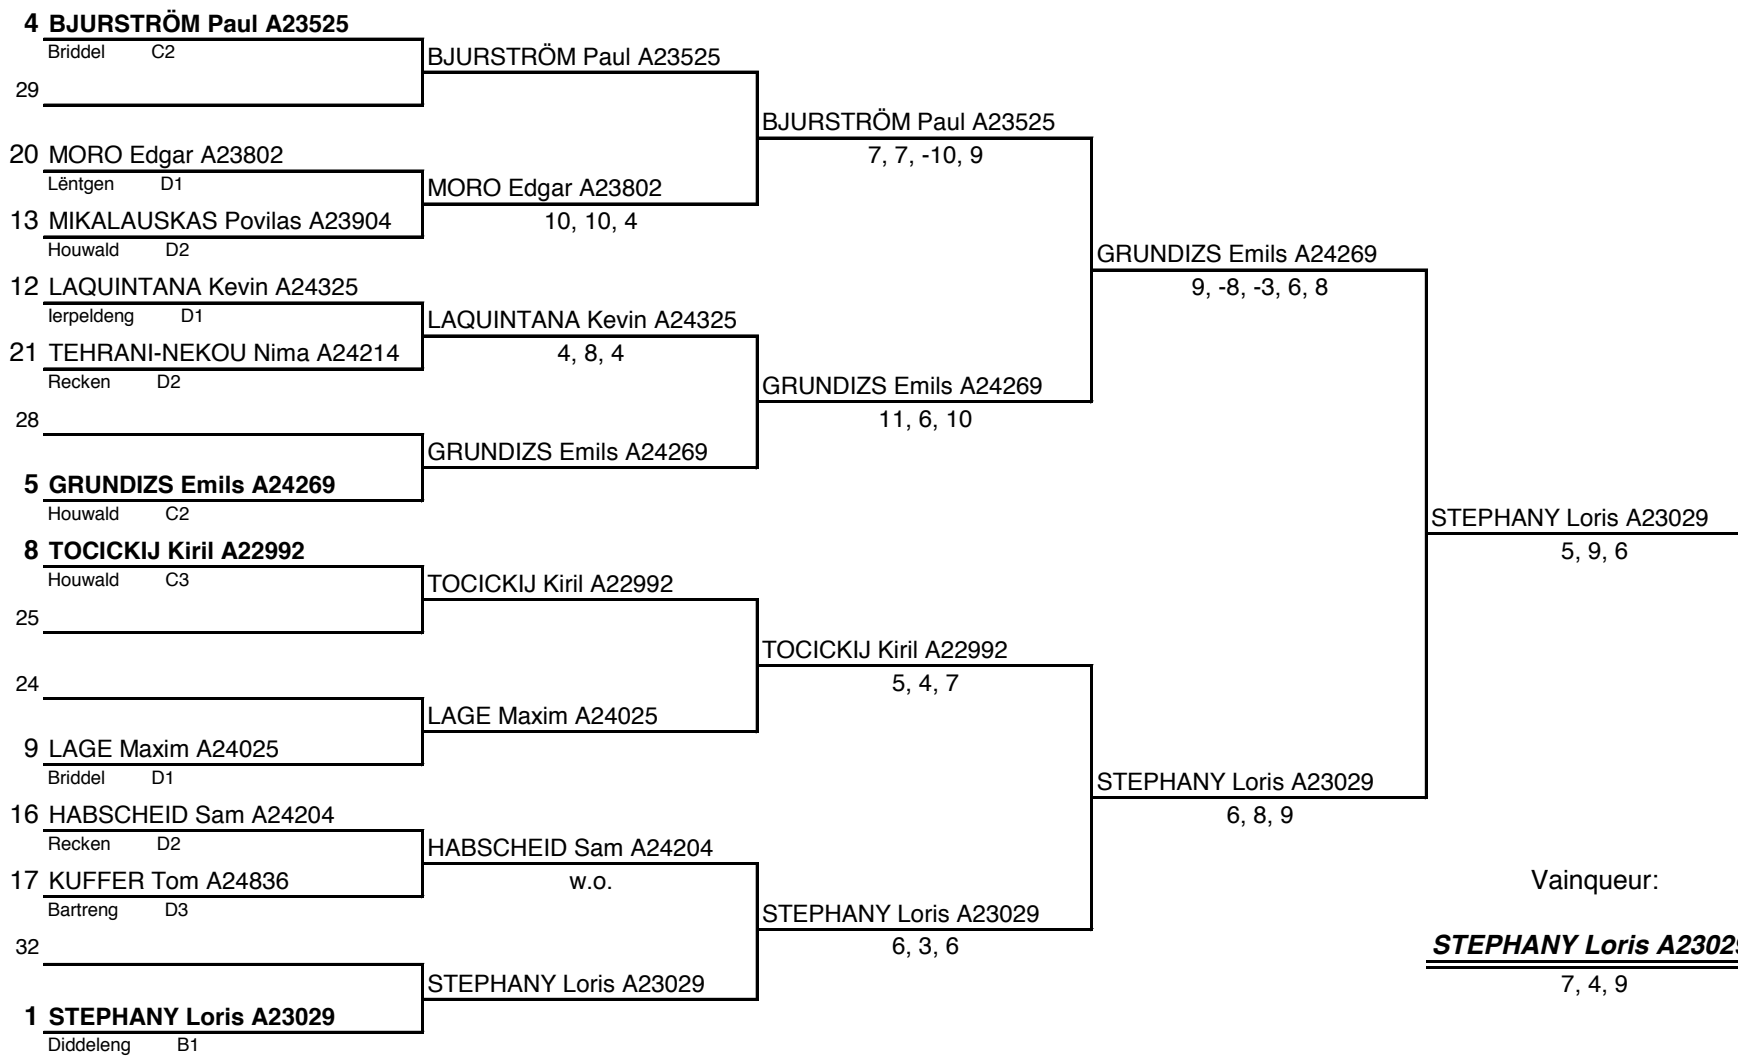 4 BJURSTRÖM Paul A23525
Briddel C2
29
20 MORO Edgar A23802
Lëntgen D1
13 MIKALAUSKAS Povilas A23904
Houwald D2
12 LAQUINTANA Kevin A24325
Ierpeldeng D1
21 TEHRANI-NEKOU Nima A24214
Recken D2
28
5 GRUNDIZS Emils A24269
Houwald C2
8 TOCICKIJ Kiril A22992
Houwald C3
25
24
9 LAGE Maxim A24025
Briddel D1
16 HABSCHEID Sam A24204
Recken D2
17 KUFFER Tom A24836
Bartreng D3
32
1 STEPHANY Loris A23029
Diddeleng B1
BJURSTRÖM Paul A23525
MORO Edgar A23802
10, 10, 4
LAQUINTANA Kevin A24325
4, 8, 4
GRUNDIZS Emils A24269
TOCICKIJ Kiril A22992
LAGE Maxim A24025
HABSCHEID Sam A24204
w.o.
STEPHANY Loris A23029
BJURSTRÖM Paul A23525
7, 7, -10, 9
GRUNDIZS Emils A24269
11, 6, 10
TOCICKIJ Kiril A22992
5, 4, 7
STEPHANY Loris A23029
6, 3, 6
GRUNDIZS Emils A24269
9, -8, -3, 6, 8
STEPHANY Loris A23029
6, 8, 9
STEPHANY Loris A23029
5, 9, 6
Vainqueur:
STEPHANY Loris A23029
7, 4, 9